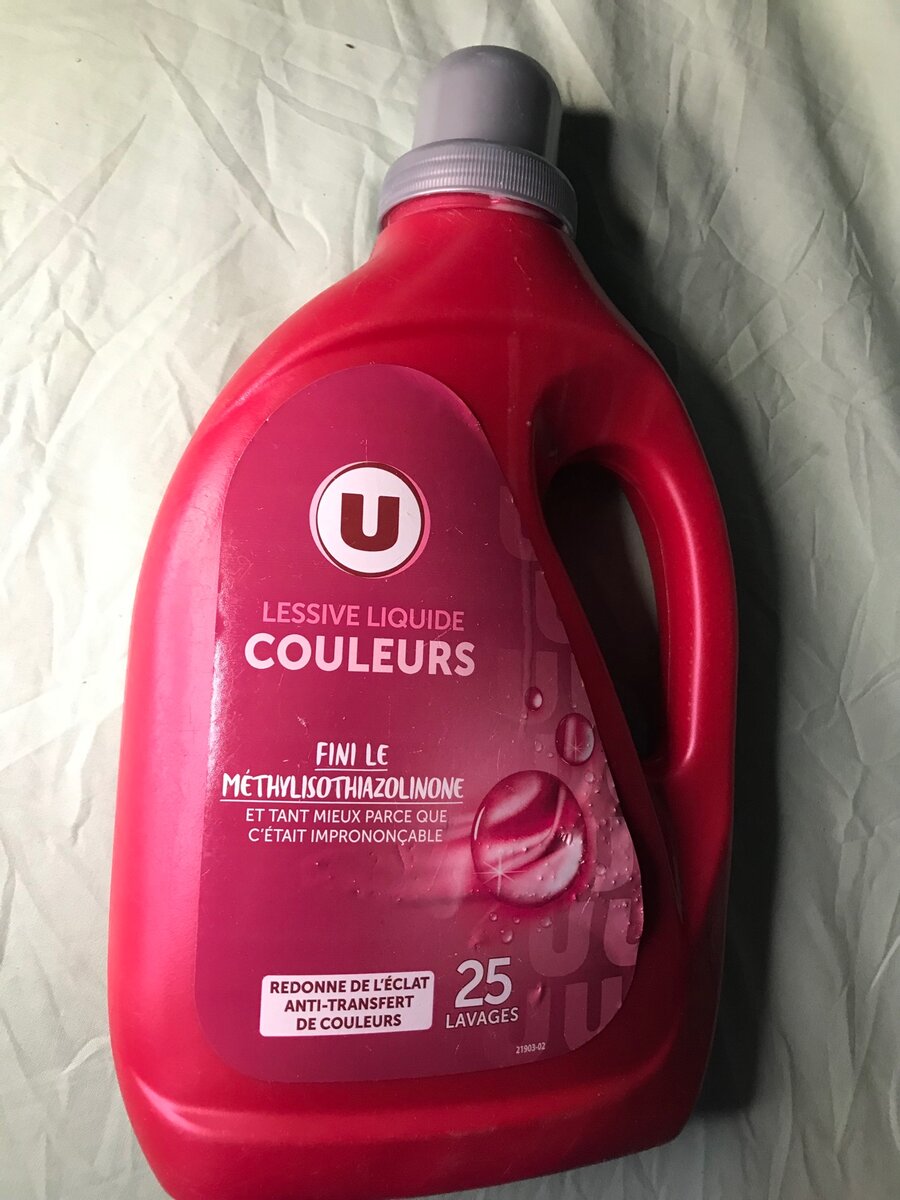 U
LESSIVE LIQUIDE
COULEURS
FINI LE
MÉTHYLISOTHIAZOLINONE
ET TANT MIEUX PARCE QUE
C'ÉTAIT IMPRONONÇABLE
REDONNE DE L'ÉCLAT
ANTI-TRANSFERT
DE COULEURS
25
LAVAGES
21903-02